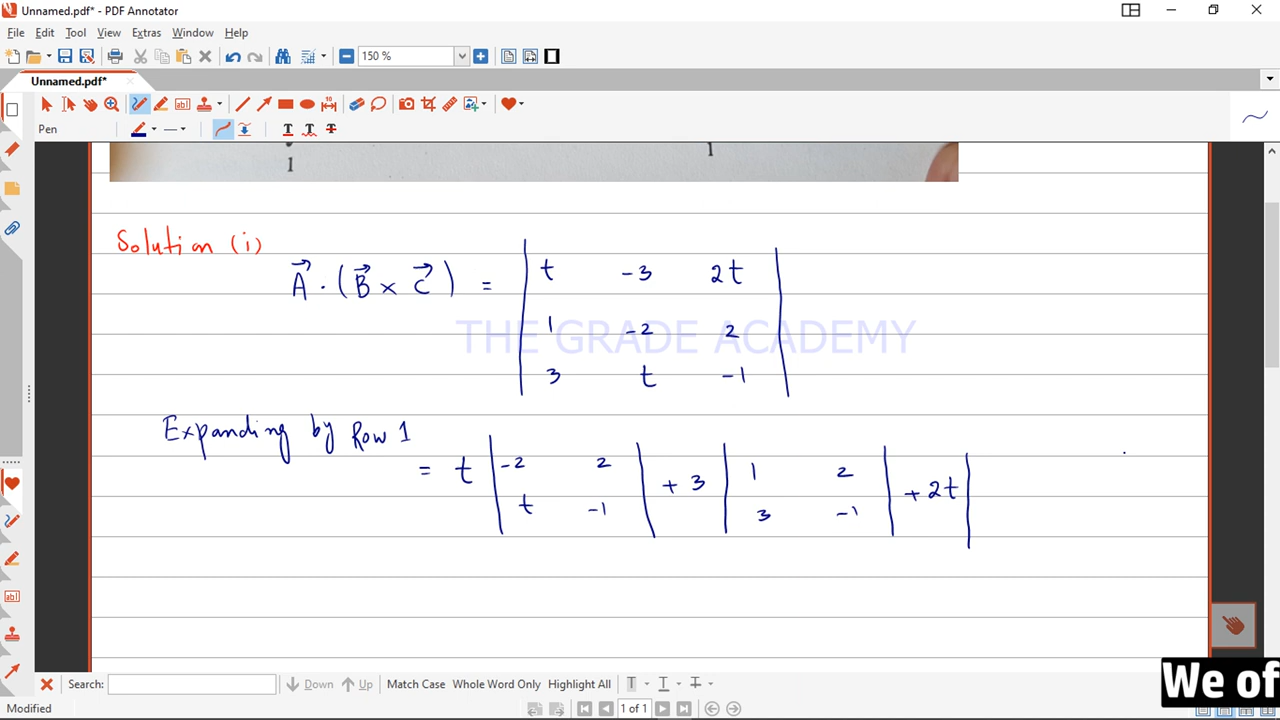 Unnamed.pdf* - PDF Annotator
File Edit Tool View Extras Window Help
150 %
Unnamed.pdf*
Pen
1 1
Solution (i)
A⃗ · (B⃗ × C⃗) = | t -3 2t |
| 1 -2 2 |
| 3 t -1 |
THE GRADE ACADEMY
Expanding by Row 1
= t | -2 2 | + 3 | 1 2 | + 2t |
| t -1 | | 3 -1 |
We of
Search: Down Up Match Case Whole Word Only Highlight All T T T
Modified 1 of 1